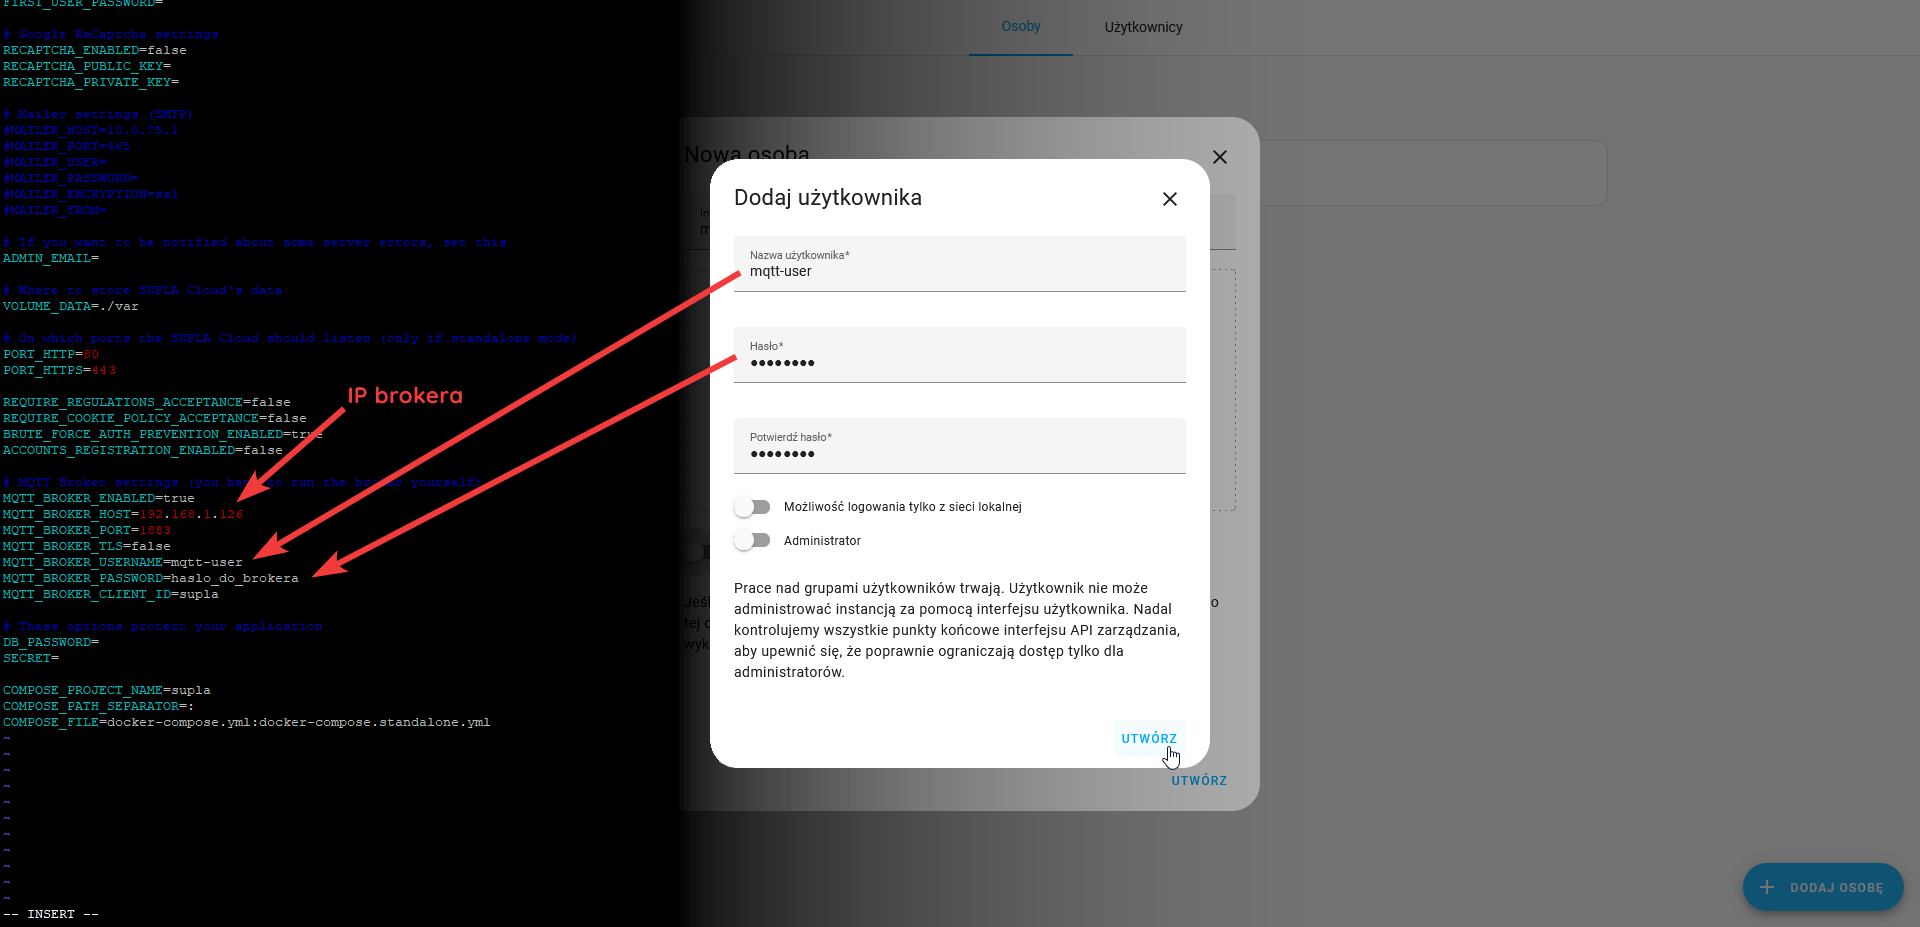 FIRST_USER_PASSWORD=
# Google ReCaptcha settings
RECAPTCHA_ENABLED=false
RECAPTCHA_PUBLIC_KEY=
RECAPTCHA_PRIVATE_KEY=
# Mailer settings (SMTP)
#MAILER_HOST=10.0.75.1
#MAILER_PORT=465
#MAILER_USER=
#MAILER_PASSWORD=
#MAILER_ENCRYPTION=ssl
#MAILER_FROM=
# If you want to be notified about some server errors, set this
ADMIN_EMAIL=
# Where to store SUPLA Cloud's data
VOLUME_DATA=./var
# On which ports the SUPLA Cloud should listen (only if standalone mode)
PORT_HTTP=80
PORT_HTTPS=443
IP brokera
REQUIRE_REGULATIONS_ACCEPTANCE=false
REQUIRE_COOKIE_POLICY_ACCEPTANCE=false
BRUTE_FORCE_AUTH_PREVENTION_ENABLED=true
ACCOUNTS_REGISTRATION_ENABLED=false
# MQTT Broker settings (you have to run the broker yourself)
MQTT_BROKER_ENABLED=true
MQTT_BROKER_HOST=192.168.1.126
MQTT_BROKER_PORT=1883
MQTT_BROKER_TLS=false
MQTT_BROKER_USERNAME=mqtt-user
MQTT_BROKER_PASSWORD=haslo_do_brokera
MQTT_BROKER_CLIENT_ID=supla
# These options protect your application
DB_PASSWORD=
SECRET=
COMPOSE_PROJECT_NAME=supla
COMPOSE_PATH_SEPARATOR=:
COMPOSE_FILE=docker-compose.yml:docker-compose.standalone.yml
~
~
~
~
~
~
~
~
~
~
~
-- INSERT --
Osoby
Użytkownicy
Nowa osoba
Dodaj użytkownika
Nazwa użytkownika*
mqtt-user
Hasło*
••••••••
Potwierdź hasło*
••••••••
Możliwość logowania tylko z sieci lokalnej
Administrator
Prace nad grupami użytkowników trwają. Użytkownik nie może
administrować instancją za pomocą interfejsu użytkownika. Nadal
kontrolujemy wszystkie punkty końcowe interfejsu API zarządzania,
aby upewnić się, że poprawnie ograniczają dostęp tylko dla
administratorów.
UTWÓRZ
UTWÓRZ
+ DODAJ OSOBĘ